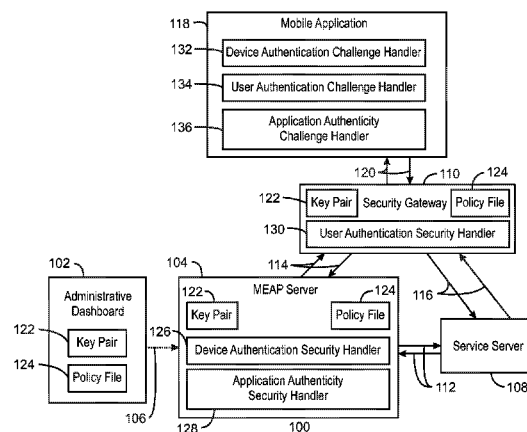 118
Mobile Application
132
Device Authentication Challenge Handler
134
User Authentication Challenge Handler
136
Application Authenticity
Challenge Handler
120
110
124
122
Key Pair
Security Gateway
Policy File
130
User Authentication Security Handler
102
104
114
116
Administrative
Dashboard
122
Key Pair
124
Policy File
106
MEAP Server
122
124
Key Pair
Policy File
126
Device Authentication Security Handler
Application Authenticity
Security Handler
128
100
112
Service Server
108